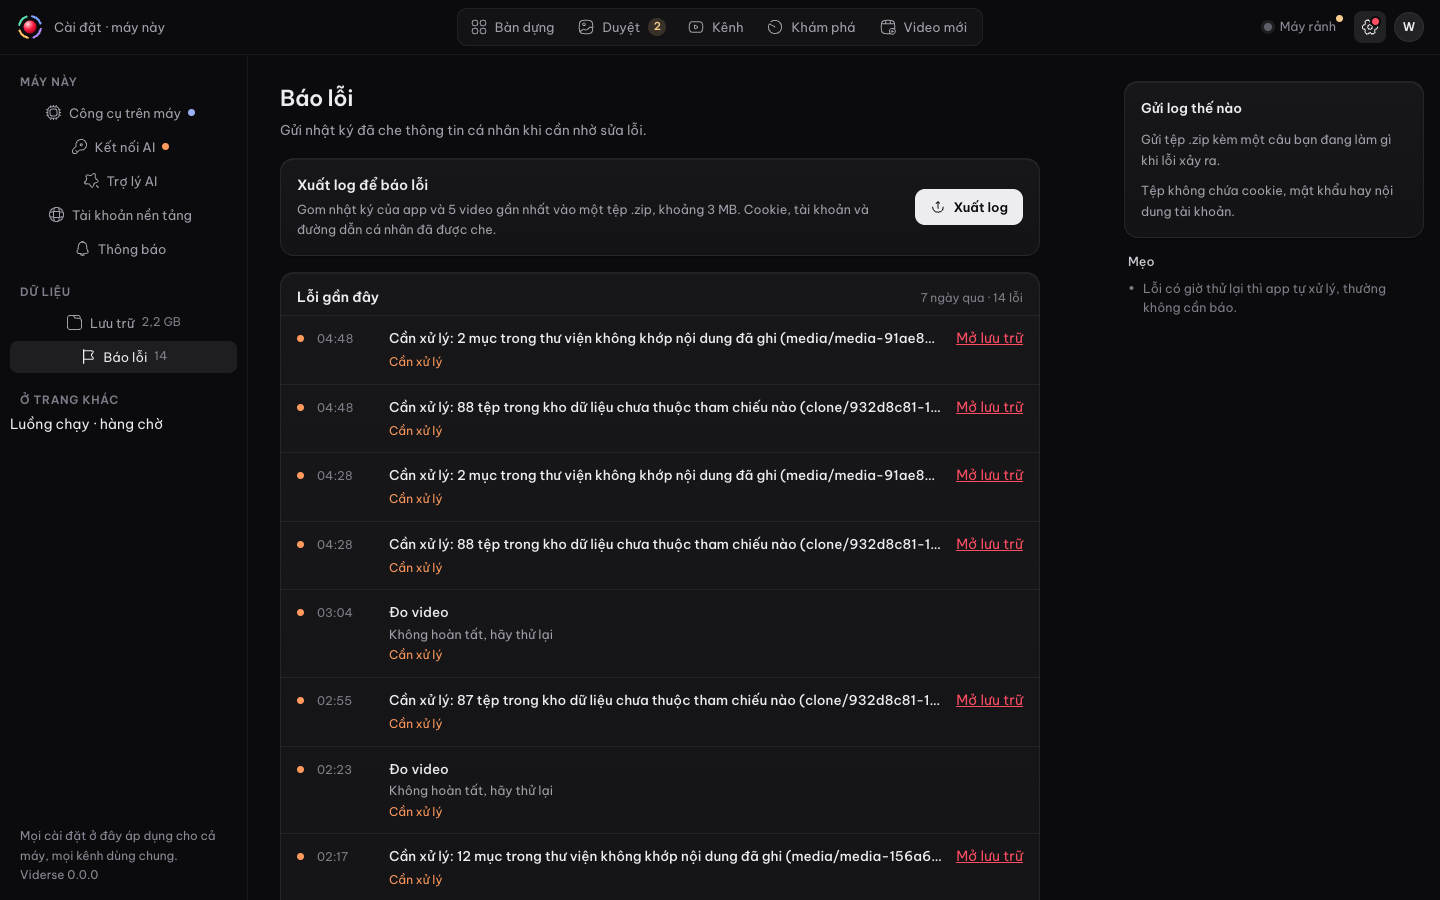 Cài đặt · máy này
Bàn dựng
Duyệt 2
Kênh
Khám phá
Video mới
Máy rảnh
W
MÁY NÀY
Công cụ trên máy
Kết nối AI
Trợ lý AI
Tài khoản nền tảng
Thông báo
DỮ LIỆU
Lưu trữ 2,2 GB
Báo lỗi 14
Ở TRANG KHÁC
Luồng chạy · hàng chờ
Mọi cài đặt ở đây áp dụng cho cả
máy, mọi kênh dùng chung.
Viderse 0.0.0
Báo lỗi
Gửi nhật ký đã che thông tin cá nhân khi cần nhờ sửa lỗi.
Xuất log để báo lỗi
Gom nhật ký của app và 5 video gần nhất vào một tệp .zip, khoảng 3 MB. Cookie, tài khoản và
đường dẫn cá nhân đã được che.
Xuất log
Lỗi gần đây
7 ngày qua · 14 lỗi
04:48 Cần xử lý: 2 mục trong thư viện không khớp nội dung đã ghi (media/media-91ae8... Mở lưu trữ
Cần xử lý
04:48 Cần xử lý: 88 tệp trong kho dữ liệu chưa thuộc tham chiếu nào (clone/932d8c81-1... Mở lưu trữ
Cần xử lý
04:28 Cần xử lý: 2 mục trong thư viện không khớp nội dung đã ghi (media/media-91ae8... Mở lưu trữ
Cần xử lý
04:28 Cần xử lý: 88 tệp trong kho dữ liệu chưa thuộc tham chiếu nào (clone/932d8c81-1... Mở lưu trữ
Cần xử lý
03:04 Đo video
Không hoàn tất, hãy thử lại
Cần xử lý
02:55 Cần xử lý: 87 tệp trong kho dữ liệu chưa thuộc tham chiếu nào (clone/932d8c81-1... Mở lưu trữ
Cần xử lý
02:23 Đo video
Không hoàn tất, hãy thử lại
Cần xử lý
02:17 Cần xử lý: 12 mục trong thư viện không khớp nội dung đã ghi (media/media-156a6... Mở lưu trữ
Cần xử lý
Gửi log thế nào
Gửi tệp .zip kèm một câu bạn đang làm gì
khi lỗi xảy ra.
Tệp không chứa cookie, mật khẩu hay nội
dung tài khoản.
Mẹo
• Lỗi có giờ thử lại thì app tự xử lý, thường
không cần báo.